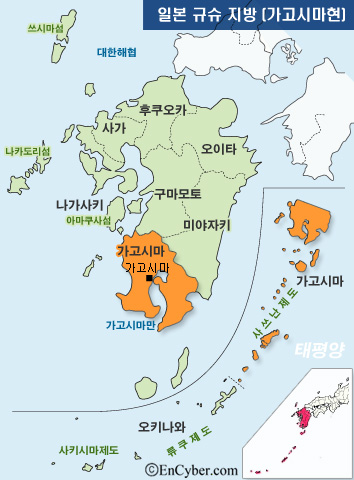 일본 규슈 지방 (가고시마현)
쓰시마섬
대한해협
후쿠오카
사가
오이타
나카도리섬
구마모토
나가사키
아마쿠사섬
미야자키
가고시마
가고시마
가고시마
가고시마만
사쓰난제도
태평양
오키나와
류쿠제도
사키시마제도
©EnCyber.com